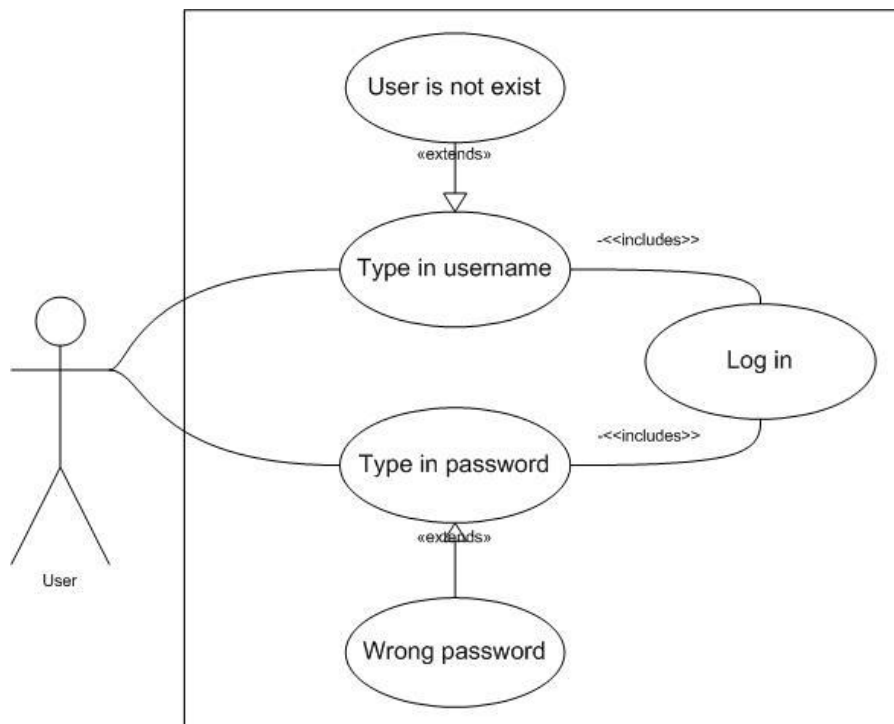 User is not exist
«extends»
Type in username
-<<includes>>
Log in
User
Type in password
-<<includes>>
«extends»
Wrong password